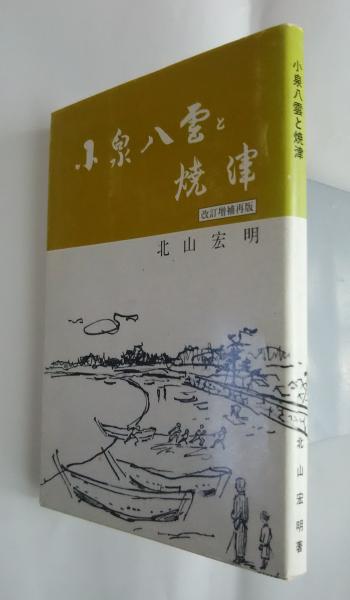 小泉八雲と
焼津
改訂増補再版
北山宏明
小泉八雲と焼津
北山宏明著